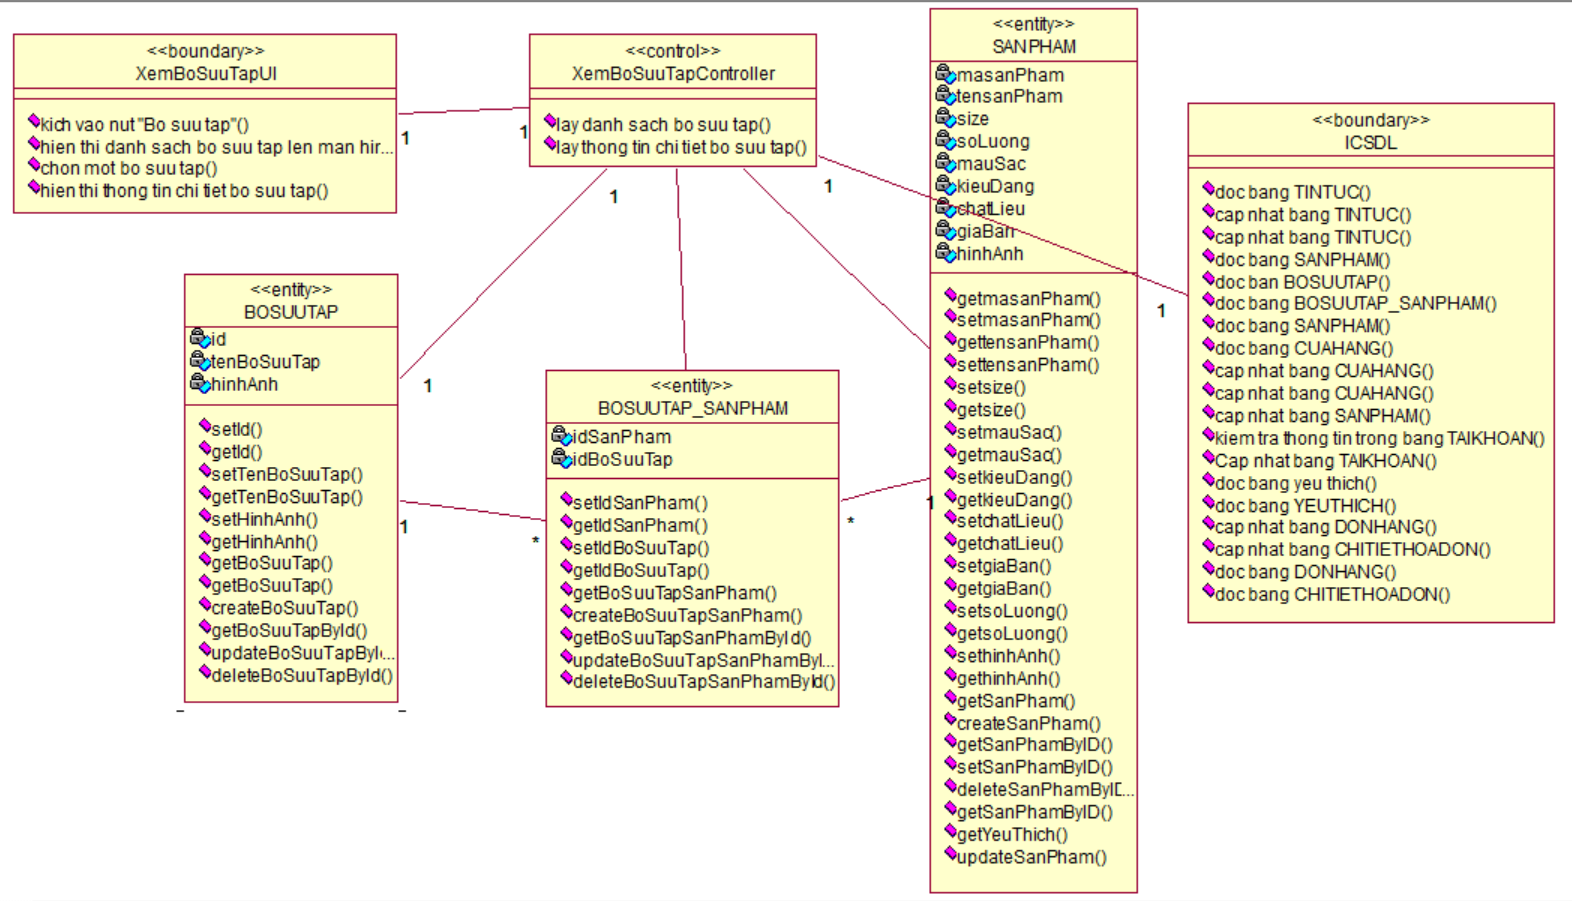 <<boundary>>
XemBoSuuTapUI
kich vao nut "Bo suu tap"()
hien thi danh sach bo suu tap len man hir...
chon mot bo suu tap()
hien thi thong tin chi tiet bo suu tap()
1
1
<<control>>
XemBoSuuTapController
lay danh sach bo suu tap()
lay thong tin chi tiet bo suu tap()
1
1
1
1
<<entity>>
BOSUUTAP
id
tenBoSuuTap
hinhAnh
setId()
getId()
setTenBoSuuTap()
getTenBoSuuTap()
setHinhAnh()
getHinhAnh()
getBoSuuTap()
getBoSuuTap()
createBoSuuTap()
getBoSuuTapById()
updateBoSuuTapByI...
deleteBoSuuTapById()
1
*
<<entity>>
BOSUUTAP_SANPHAM
idSanPham
idBoSuuTap
setIdSanPham()
getIdSanPham()
setIdBoSuuTap()
getIdBoSuuTap()
getBoSuuTapSanPham()
createBoSuuTapSanPham()
getBoSuuTapSanPhamById()
updateBoSuuTapSanPhamByI...
deleteBoSuuTapSanPhamById()
*
1
<<entity>>
SANPHAM
masanPham
tensanPham
size
soLuong
mauSac
kieuDang
chatLieu
giaBan
hinhAnh
getmasanPham()
setmasanPham()
gettensanPham()
settensanPham()
setsize()
getsize()
setmauSac()
getmauSac()
setkieuDang()
getkieuDang()
setchatLieu()
getchatLieu()
setgiaBan()
getgiaBan()
setsoLuong()
getsoLuong()
sethinhAnh()
gethinhAnh()
getSanPham()
createSanPham()
getSanPhamByID()
setSanPhamByID()
deleteSanPhamByID...
getSanPhamByID()
getYeuThich()
updateSanPham()
<<boundary>>
ICSDL
doc bang TINTUC()
cap nhat bang TINTUC()
cap nhat bang TINTUC()
doc bang SANPHAM()
doc ban BOSUUTAP()
doc bang BOSUUTAP_SANPHAM()
doc bang SANPHAM()
doc bang CUAHANG()
cap nhat bang CUAHANG()
cap nhat bang CUAHANG()
cap nhat bang SANPHAM()
kiem tra thong tin trong bang TAIKHOAN()
Cap nhat bang TAIKHOAN()
doc bang yeu thich()
doc bang YEUTHICH()
cap nhat bang DONHANG()
cap nhat bang CHITIETHOADON()
doc bang DONHANG()
doc bang CHITIETHOADON()